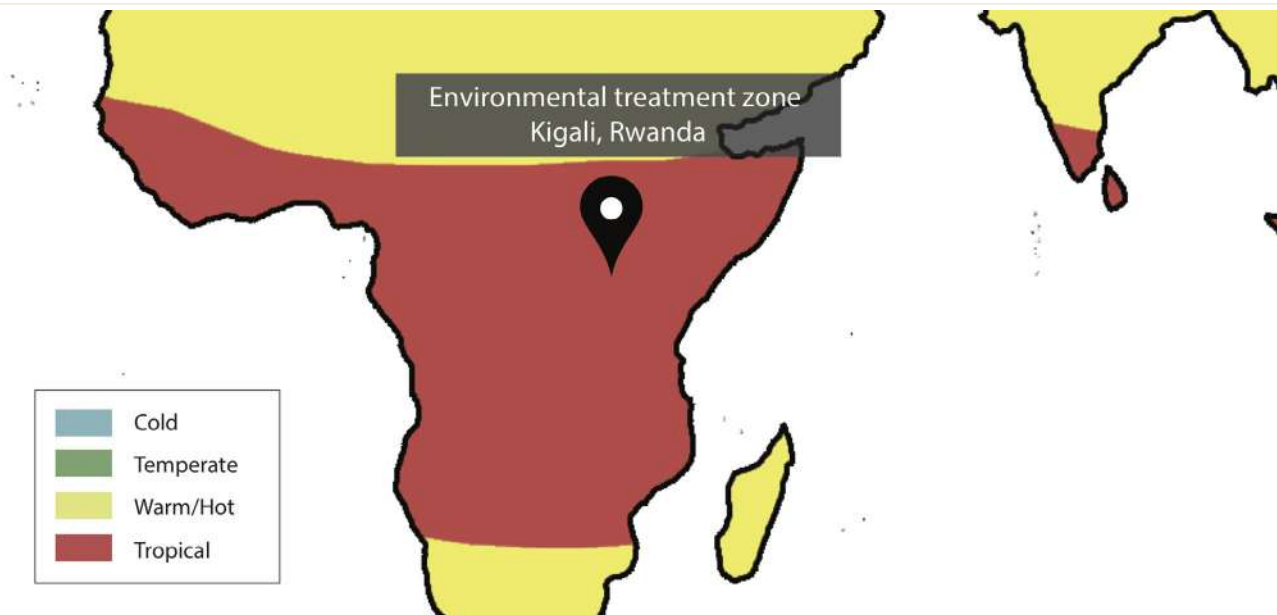 Environmental treatment zone
Kigali, Rwanda
Cold
Temperate
Warm/Hot
Tropical